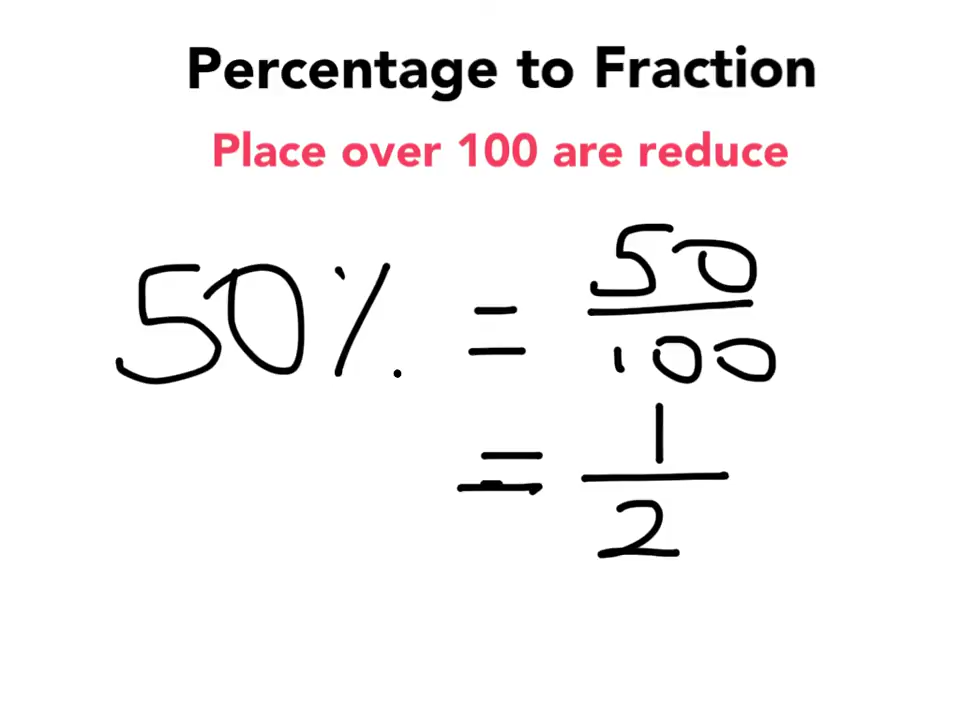 Percentage to Fraction
Place over 100 are reduce
50% = 50/100
= 1/2